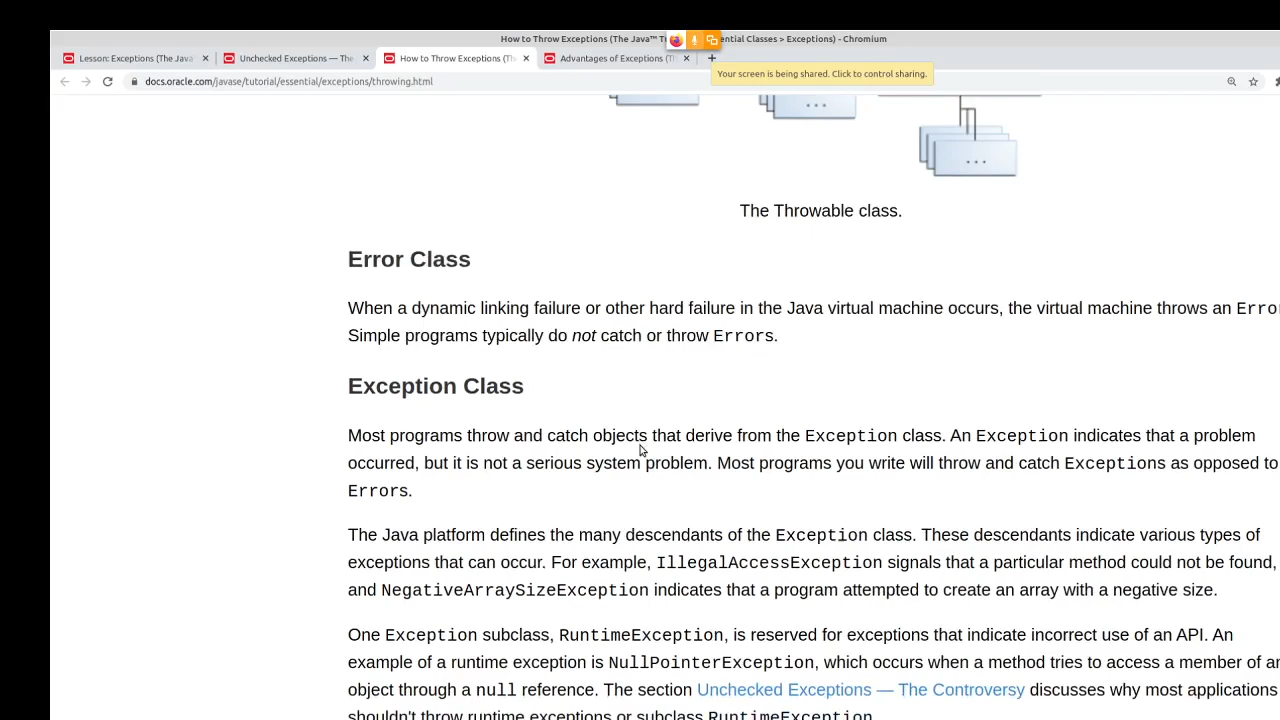 How to Throw Exceptions (The Java™ T ential Classes > Exceptions) - Chromium
Lesson: Exceptions (The Java
Unchecked Exceptions — The
How to Throw Exceptions (Th
Advantages of Exceptions (T
Your screen is being shared. Click to control sharing.
docs.oracle.com/javase/tutorial/essential/exceptions/throwing.html
...
...
The Throwable class.
Error Class
When a dynamic linking failure or other hard failure in the Java virtual machine occurs, the virtual machine throws an Erro
Simple programs typically do not catch or throw Errors.
Exception Class
Most programs throw and catch objects that derive from the Exception class. An Exception indicates that a problem
occurred, but it is not a serious system problem. Most programs you write will throw and catch Exceptions as opposed to
Errors.
The Java platform defines the many descendants of the Exception class. These descendants indicate various types of
exceptions that can occur. For example, IllegalAccessException signals that a particular method could not be found,
and NegativeArraySizeException indicates that a program attempted to create an array with a negative size.
One Exception subclass, RuntimeException, is reserved for exceptions that indicate incorrect use of an API. An
example of a runtime exception is NullPointerException, which occurs when a method tries to access a member of an
object through a null reference. The section Unchecked Exceptions — The Controversy discusses why most applications
shouldn't throw runtime exceptions or subclass RuntimeException.